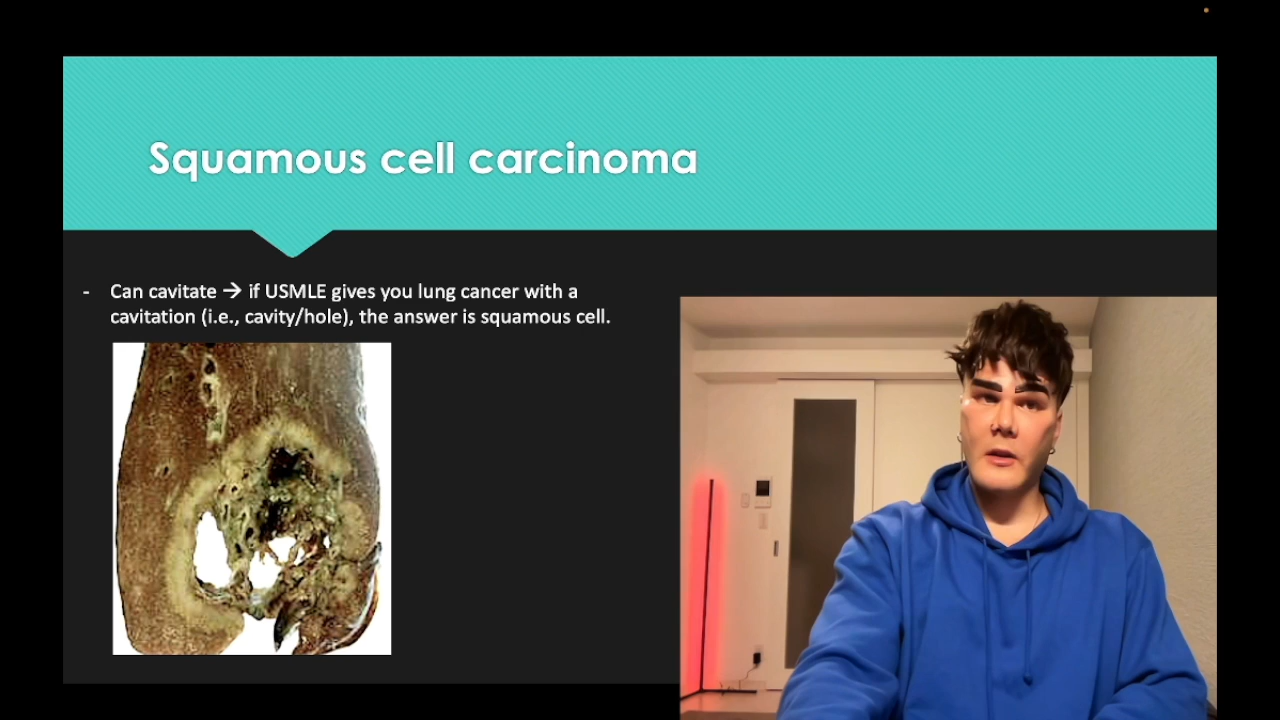 Squamous cell carcinoma
- Can cavitate → if USMLE gives you lung cancer with a
cavitation (i.e., cavity/hole), the answer is squamous cell.